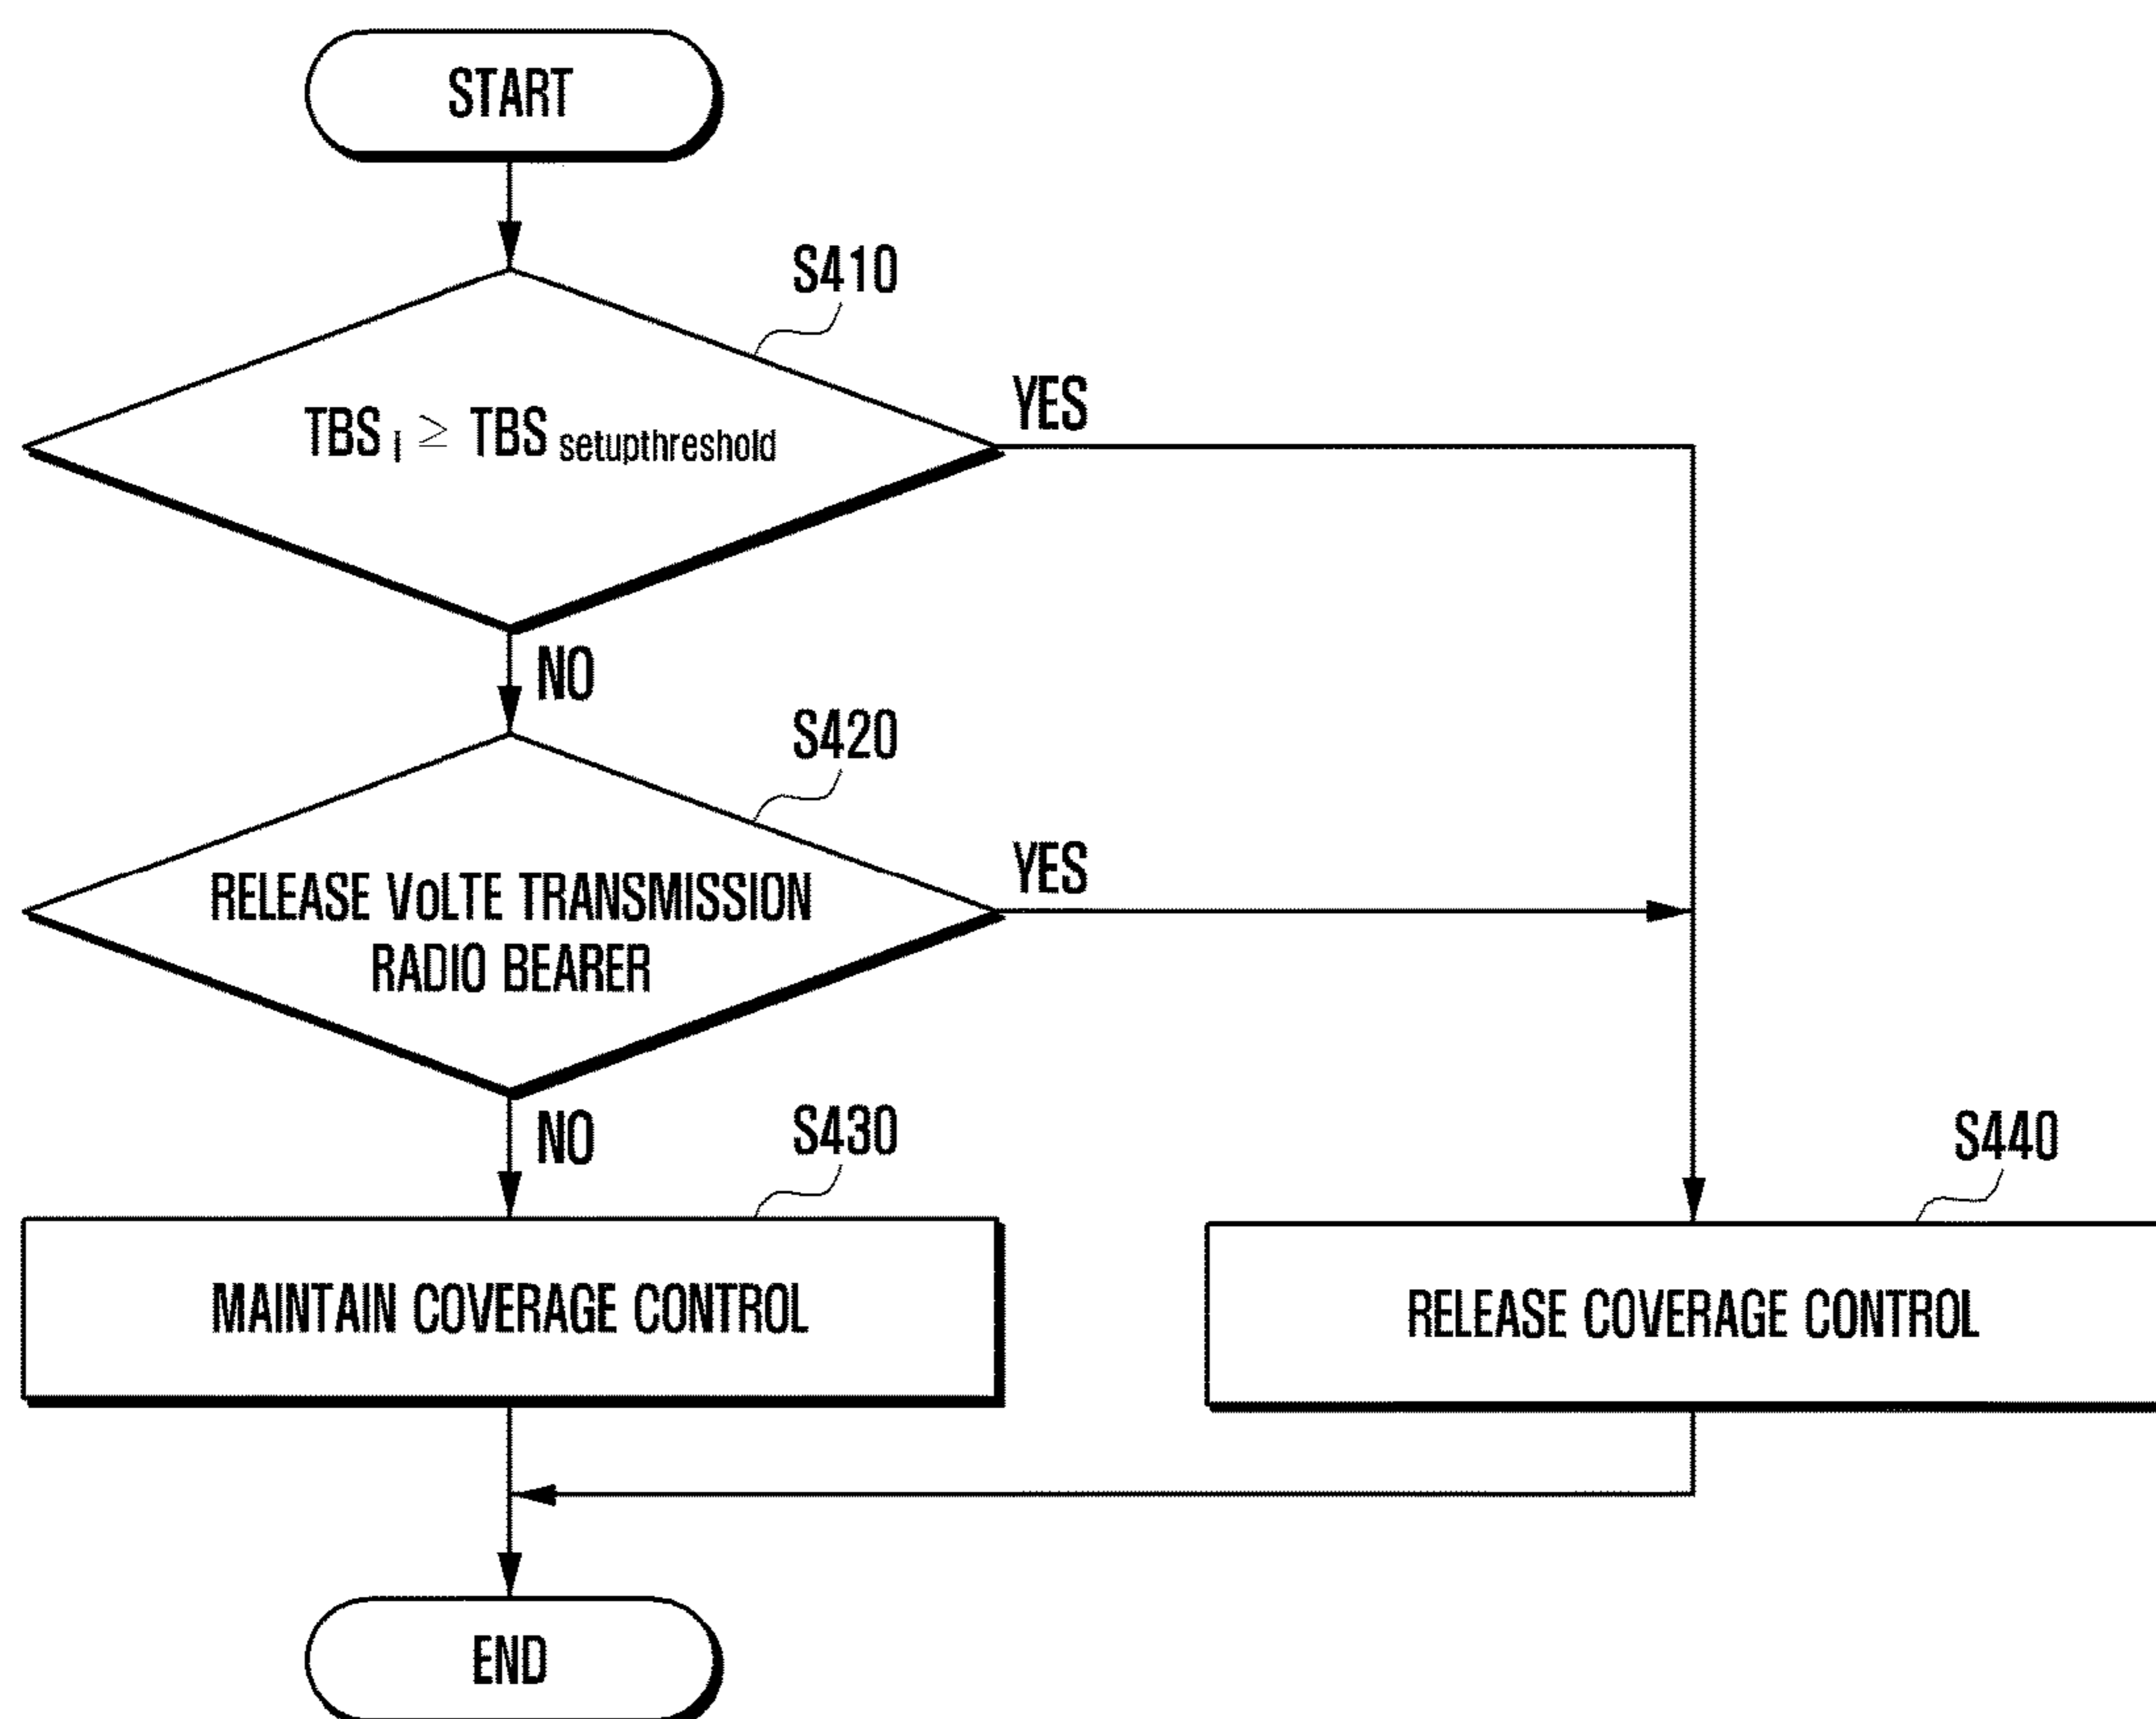 START
S410
TBS i ≥ TBS setupthreshold
YES
NO
S420
RELEASE VoLTE TRANSMISSION
RADIO BEARER
YES
NO
S430
MAINTAIN COVERAGE CONTROL
S440
RELEASE COVERAGE CONTROL
END